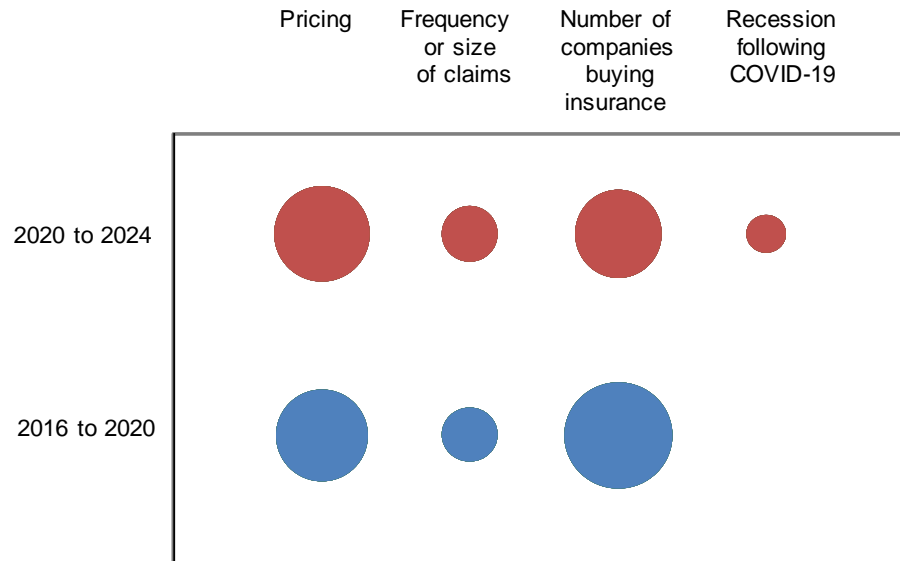 Pricing
Frequency
or size
of claims
Number of
companies
buying
insurance
Recession
following
COVID-19
2020 to 2024
2016 to 2020